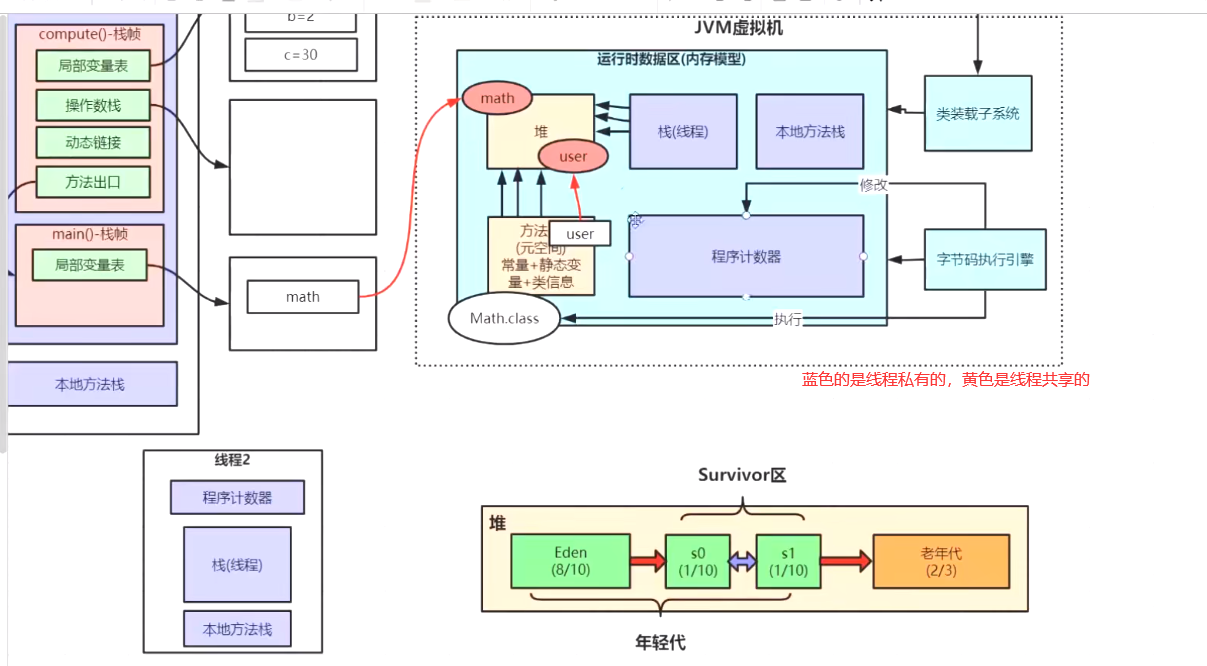 b=2
c=30
compute()-栈帧
局部变量表
操作数栈
动态链接
方法出口
main()-栈帧
局部变量表
math
本地方法栈
JVM虚拟机
运行时数据区(内存模型)
math
堆
user
栈(线程)
本地方法栈
类装载子系统
修改
方法
user
(元空间)
常量+静态变
量+类信息
程序计数器
字节码执行引擎
Math.class
执行
蓝色的是线程私有的，黄色是线程共享的
线程2
程序计数器
栈(线程)
本地方法栈
Survivor区
堆
Eden
(8/10)
s0
(1/10)
s1
(1/10)
老年代
(2/3)
年轻代